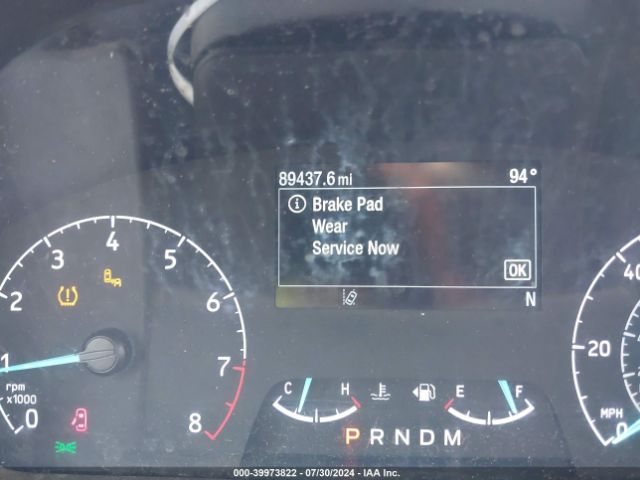 89437.6 mi 94°
Brake Pad
Wear
Service Now
OK
N
0 1 2 3 4 5 6 7 8
rpm
x1000
C H E F
P R N D M
0 20 40
MPH
000-39973822 - 07/30/2024 - IAA Inc.